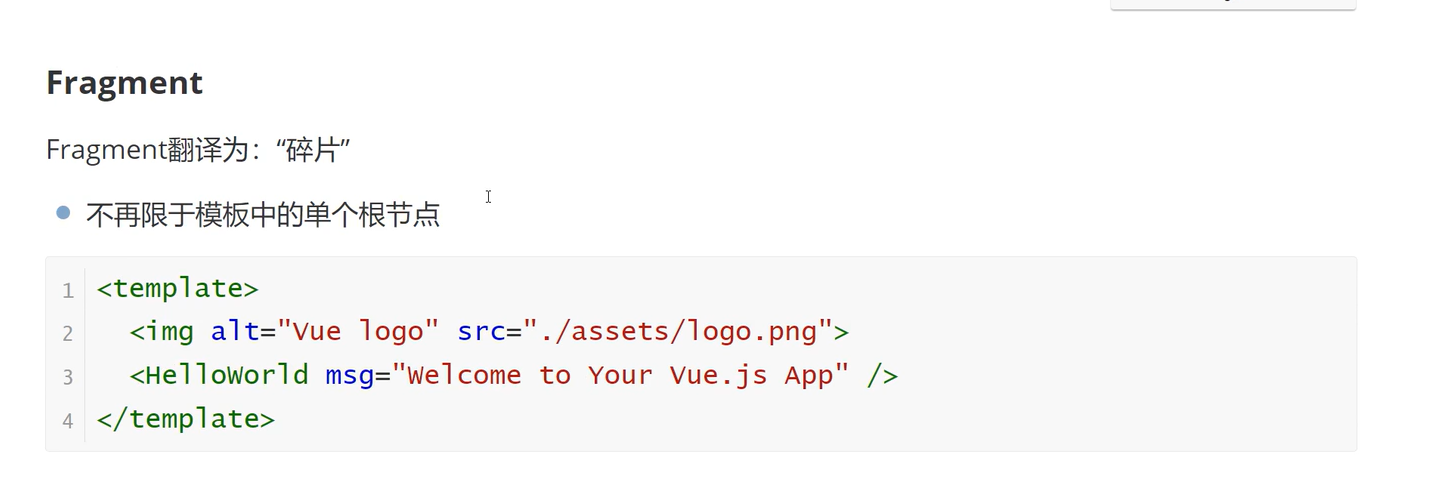 Fragment
Fragment翻译为：“碎片”
不再限于模板中的单个根节点
1 <template>
2   <img alt="Vue logo" src="./assets/logo.png">
3   <HelloWorld msg="Welcome to Your Vue.js App" />
4 </template>